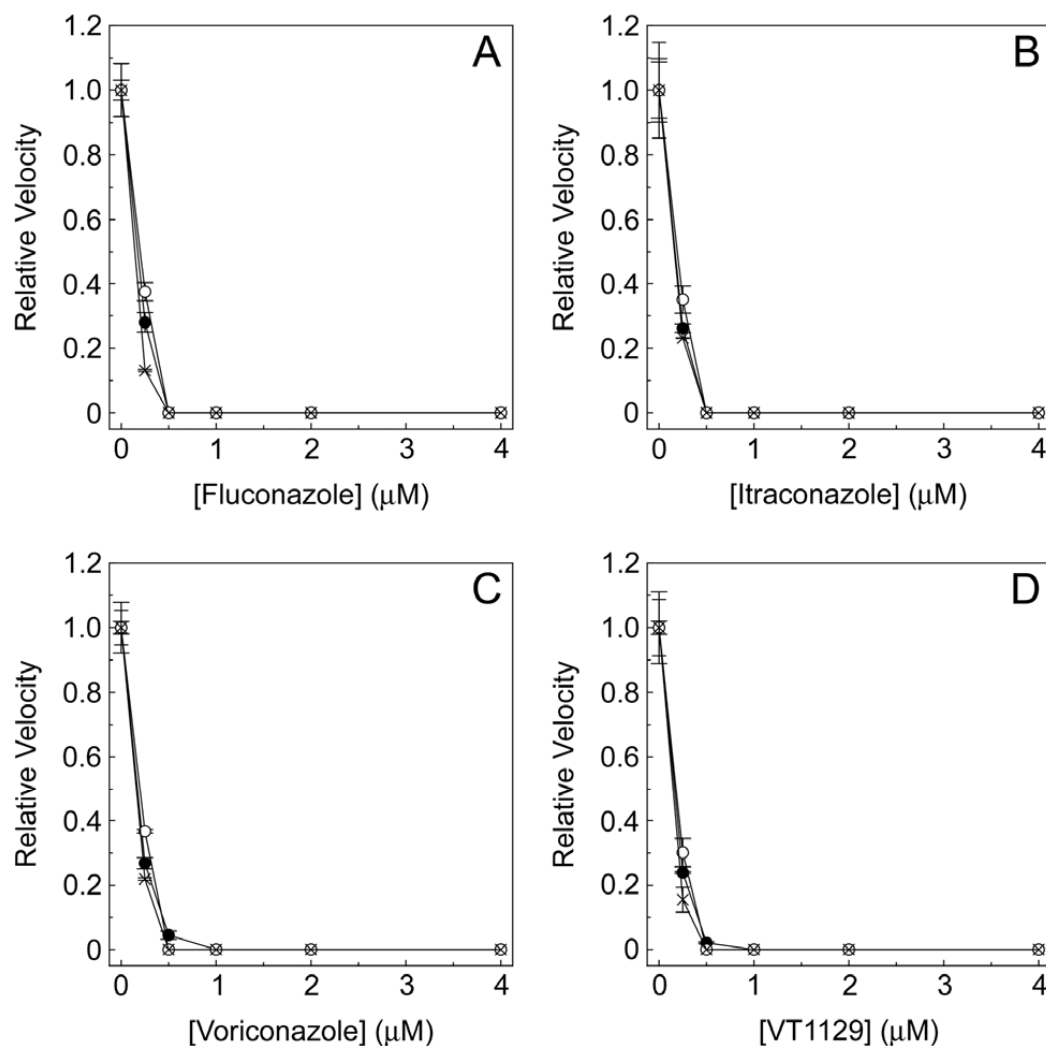 A
1.2
1.0
0.8
0.6
0.4
0.2
0
Relative Velocity
0 1 2 3 4
[Fluconazole] (μM)
B
1.2
1.0
0.8
0.6
0.4
0.2
0
Relative Velocity
0 1 2 3 4
[Itraconazole] (μM)
C
1.2
1.0
0.8
0.6
0.4
0.2
0
Relative Velocity
0 1 2 3 4
[Voriconazole] (μM)
D
1.2
1.0
0.8
0.6
0.4
0.2
0
Relative Velocity
0 1 2 3 4
[VT1129] (μM)